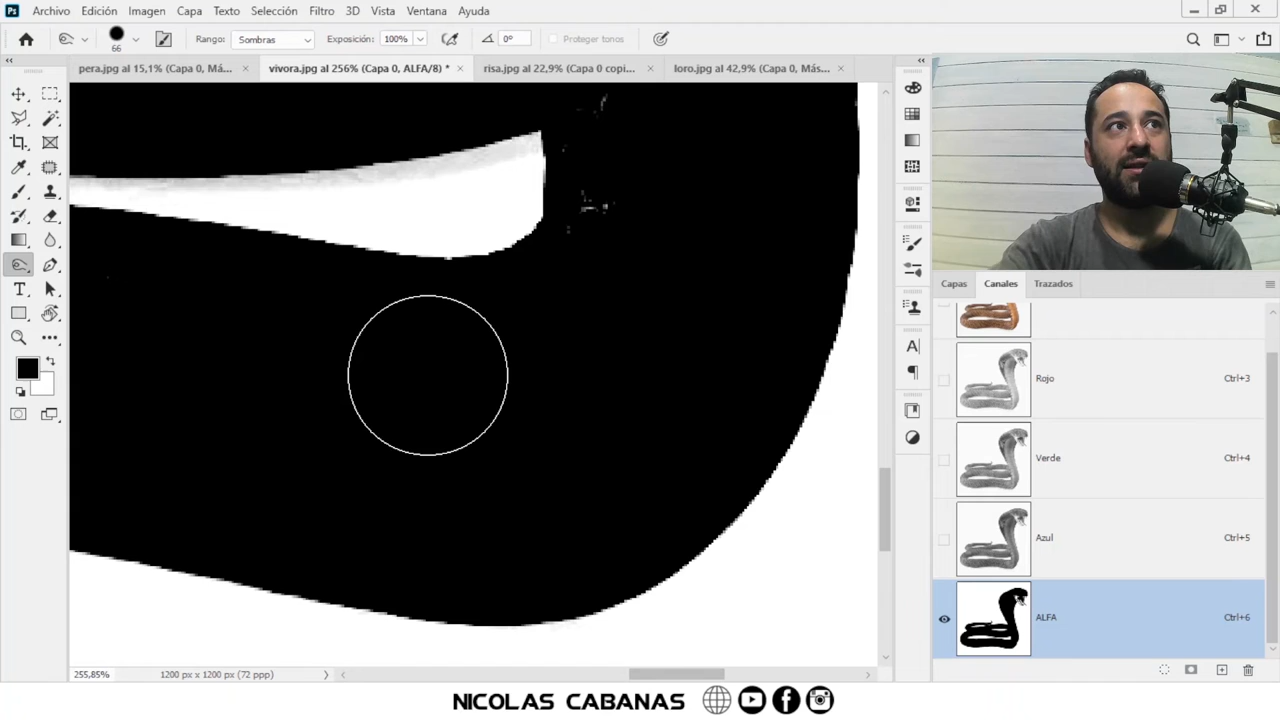 Ps Archivo Edición Imagen Capa Texto Selección Filtro 3D Vista Ventana Ayuda
66 Rango: Sombras Exposición: 100% 0° Proteger tonos
pera.jpg al 15,1% (Capa 0, Má... × vivora.jpg al 256% (Capa 0, ALFA/8) * × risa.jpg al 22,9% (Capa 0 copi... × loro.jpg al 42,9% (Capa 0, Más... ×
Capas Canales Trazados
Rojo Ctrl+3
Verde Ctrl+4
Azul Ctrl+5
ALFA Ctrl+6
255,85% 1200 px x 1200 px (72 ppp)
NICOLAS CABANAS